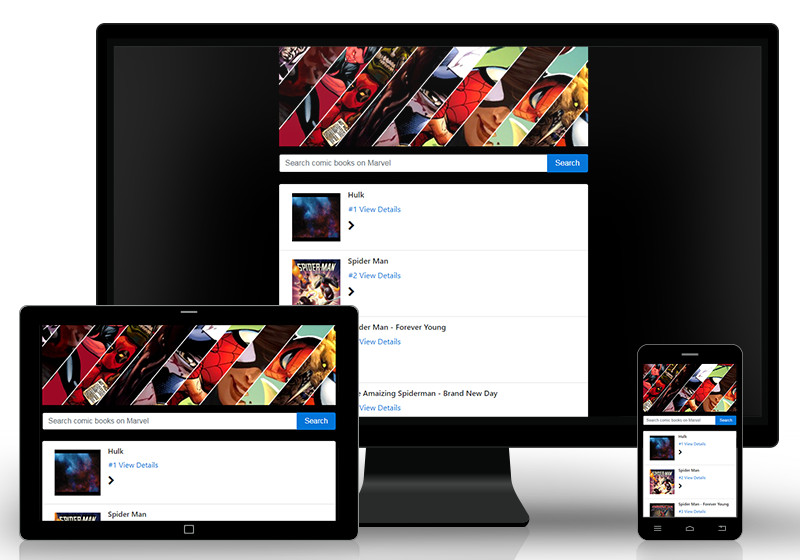 Search comic books on Marvel
Search
Hulk
#1 View Details
SPIDER-MAN
Spider Man
#2 View Details
der Man - Forever Young
View Details
e Amaizing Spiderman - Brand New Day
View Details
Search comic books on Marvel
Search
Hulk
#1 View Details
Spider Man
Search comic books on Marvel
Search
Hulk
#1 View Details
Spider Man
#2 View Details
Spider Man - Forever Young
#3 View Details